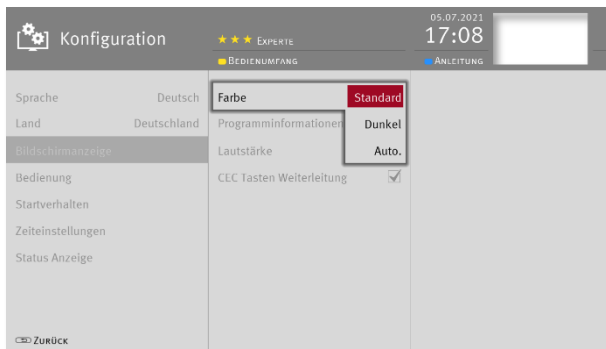 Konfiguration
★ ★ ★ EXPERTE
BEDIENUMFANG
05.07.2021
17:08
ANLEITUNG
Sprache Deutsch
Land Deutschland
Bildschirmanzeige
Bedienung
Startverhalten
Zeiteinstellungen
Status Anzeige
Farbe Standard
Programminformationen Dunkel
Lautstärke Auto.
CEC Tasten Weiterleitung
ZURÜCK